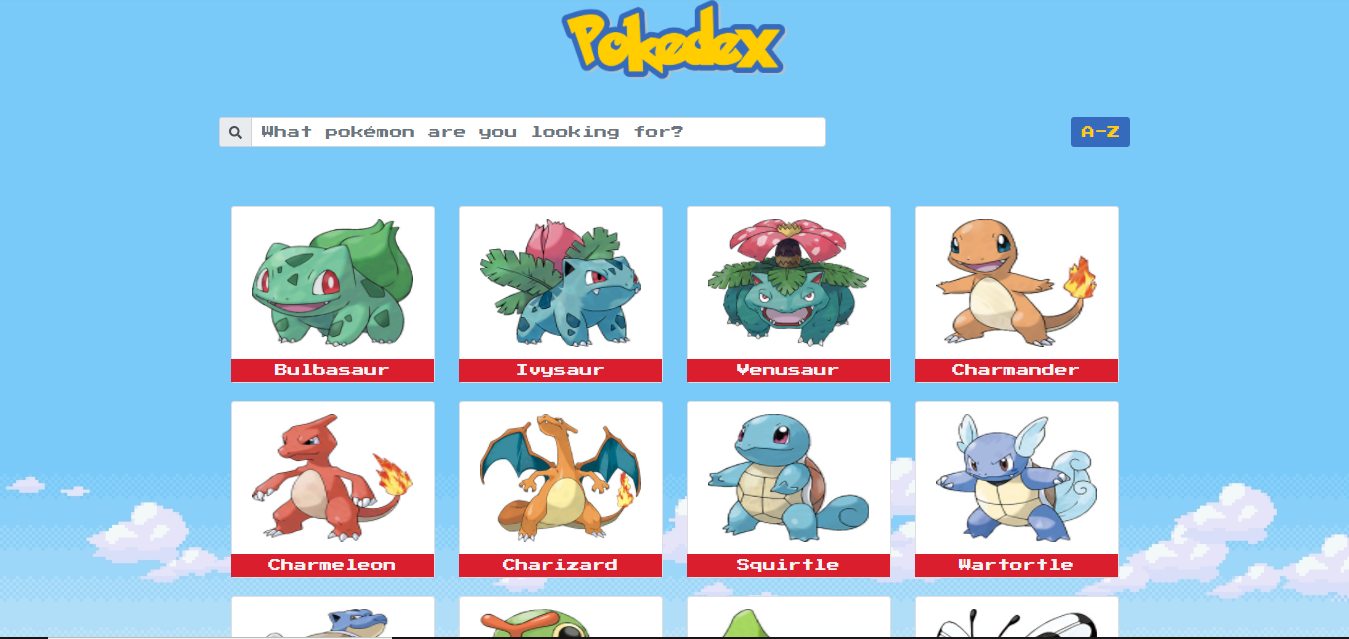 Pokedex
What pokémon are you looking for?
A-Z
Bulbasaur
Ivysaur
Venusaur
Charmander
Charmeleon
Charizard
Squirtle
Wartortle